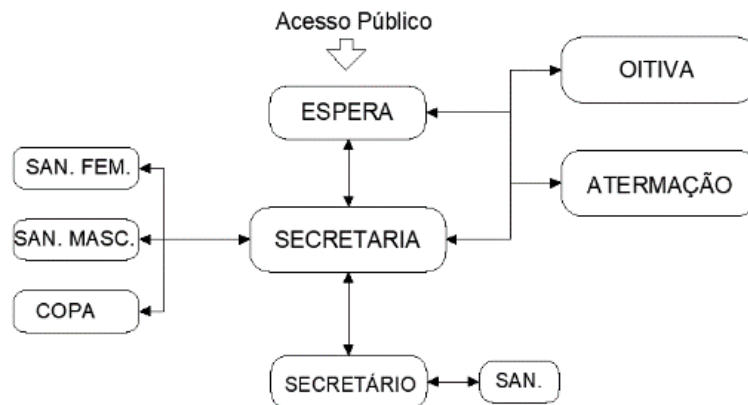 Acesso Público
ESPERA
OITIVA
ATERMAÇÃO
SAN. FEM.
SAN. MASC.
COPA
SECRETARIA
SECRETÁRIO
SAN.